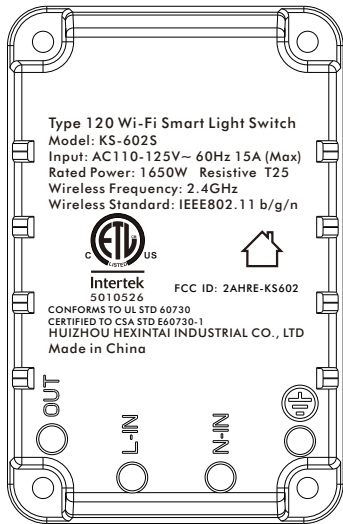 Type 120 Wi-Fi Smart Light Switch
Model: KS-602S
Input: AC110-125V~ 60Hz 15A (Max)
Rated Power: 1650W Resistive T25
Wireless Frequency: 2.4GHz
Wireless Standard: IEEE802.11 b/g/n
ETL
C US
LISTED
Intertek
5010526
FCC ID: 2AHRE-KS602
CONFORMS TO UL STD 60730
CERTIFIED TO CSA STD E60730-1
HUIZHOU HEXINTAI INDUSTRIAL CO., LTD
Made in China
OUT
L-IN
N-IN